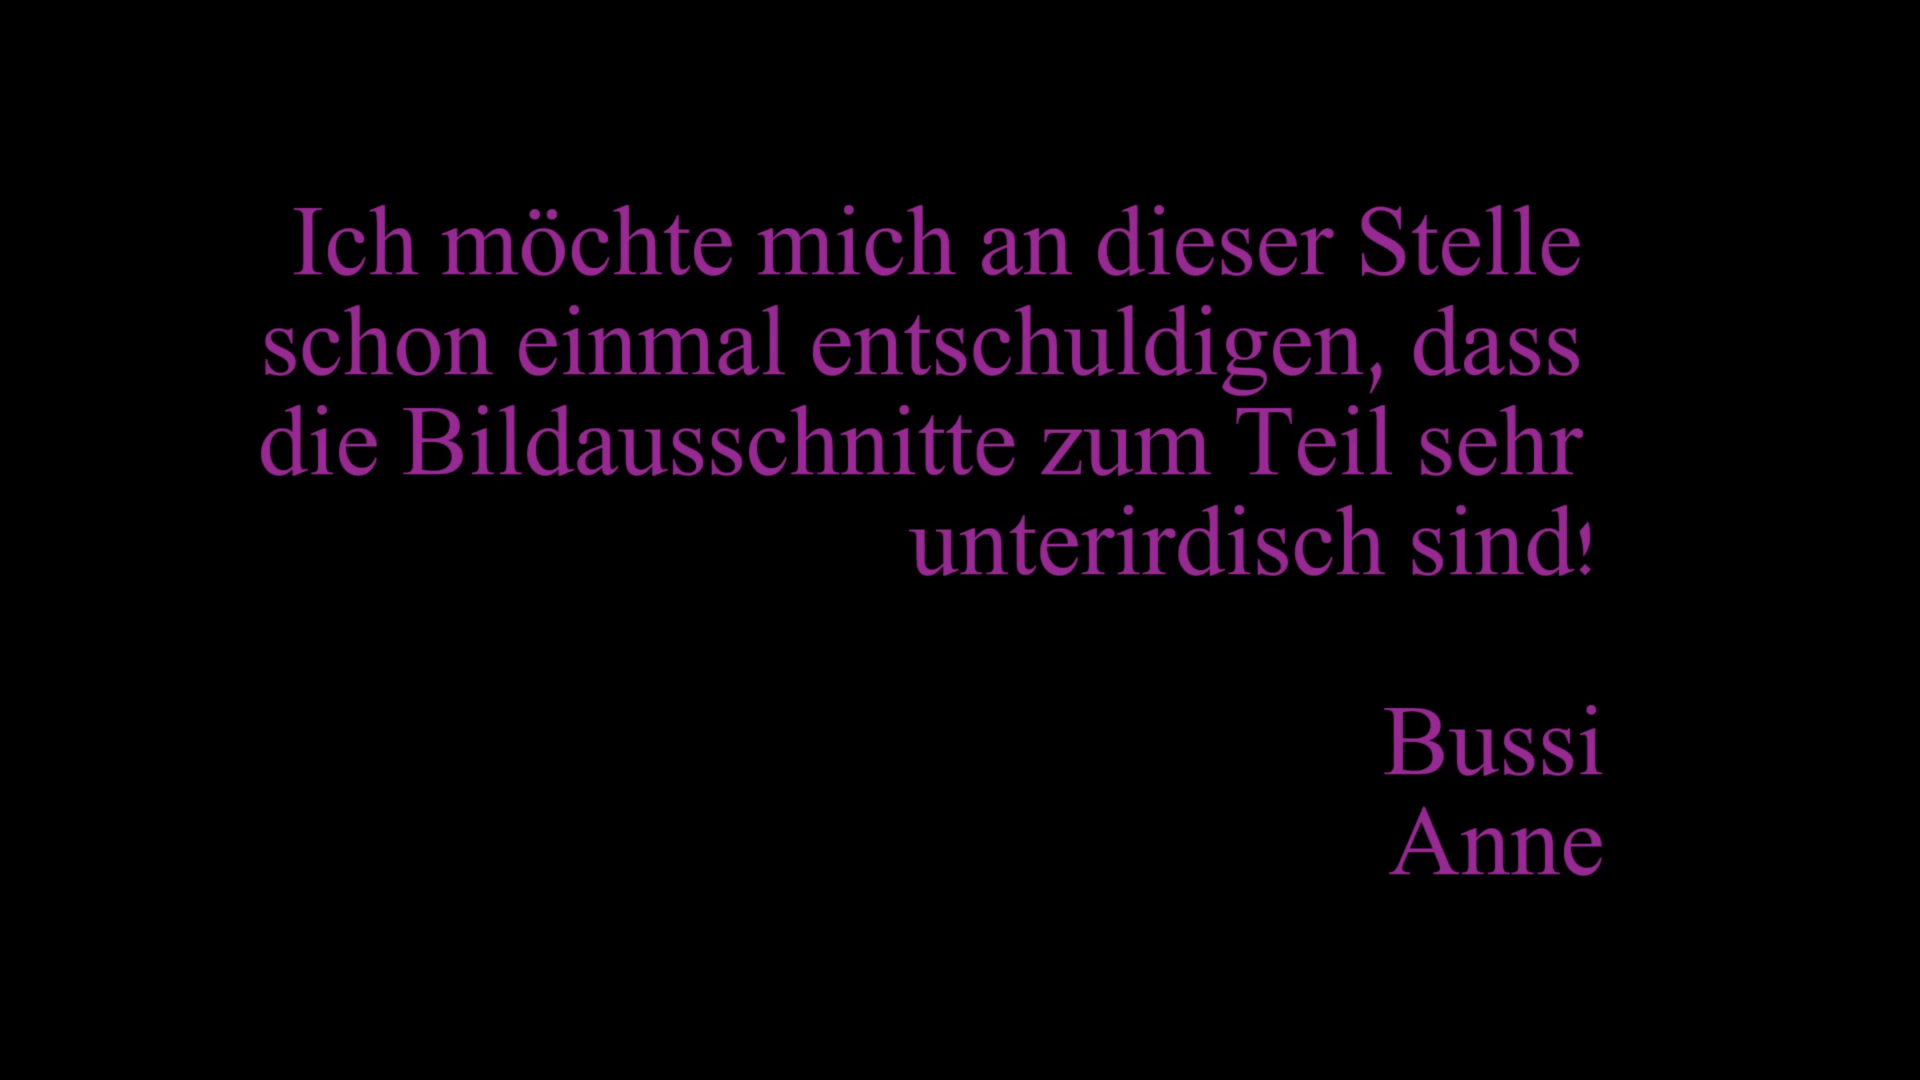 Ich möchte mich an dieser Stelle
schon einmal entschuldigen, dass
die Bildausschnitte zum Teil sehr
unterirdisch sind!
Bussi
Anne